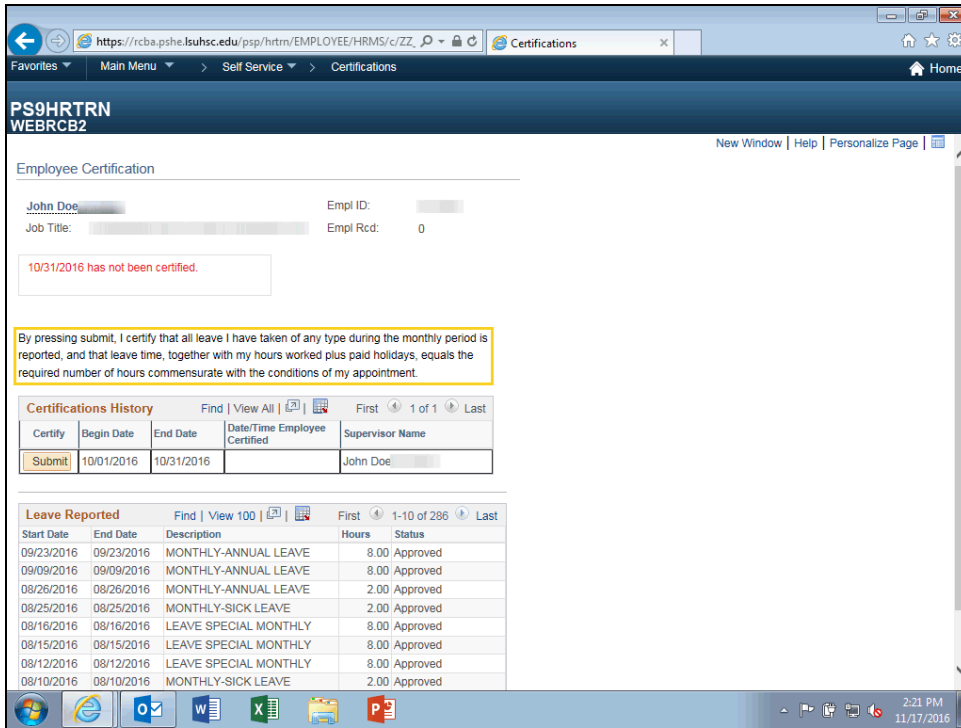 https://rcba.pshe.lsuhsc.edu/psp/hrtrn/EMPLOYEE/HRMS/c/ZZ_ Certifications
Favorites Main Menu > Self Service > Certifications Home
PS9HRTRN
WEBRCB2
New Window | Help | Personalize Page |
Employee Certification
John Doe Empl ID:
Job Title: Empl Rcd: 0
10/31/2016 has not been certified.
By pressing submit, I certify that all leave I have taken of any type during the monthly period is
reported, and that leave time, together with my hours worked plus paid holidays, equals the
required number of hours commensurate with the conditions of my appointment.
Certifications History Find | View All | | First 1 of 1 Last
Certify Begin Date End Date Date/Time Employee Certified Supervisor Name
Submit 10/01/2016 10/31/2016 John Doe
Leave Reported Find | View 100 | | First 1-10 of 286 Last
Start Date End Date Description Hours Status
09/23/2016 09/23/2016 MONTHLY-ANNUAL LEAVE 8.00 Approved
09/09/2016 09/09/2016 MONTHLY-ANNUAL LEAVE 8.00 Approved
08/26/2016 08/26/2016 MONTHLY-ANNUAL LEAVE 2.00 Approved
08/25/2016 08/25/2016 MONTHLY-SICK LEAVE 2.00 Approved
08/16/2016 08/16/2016 LEAVE SPECIAL MONTHLY 8.00 Approved
08/15/2016 08/15/2016 LEAVE SPECIAL MONTHLY 8.00 Approved
08/12/2016 08/12/2016 LEAVE SPECIAL MONTHLY 8.00 Approved
08/10/2016 08/10/2016 MONTHLY-SICK LEAVE 2.00 Approved
2:21 PM
11/17/2016